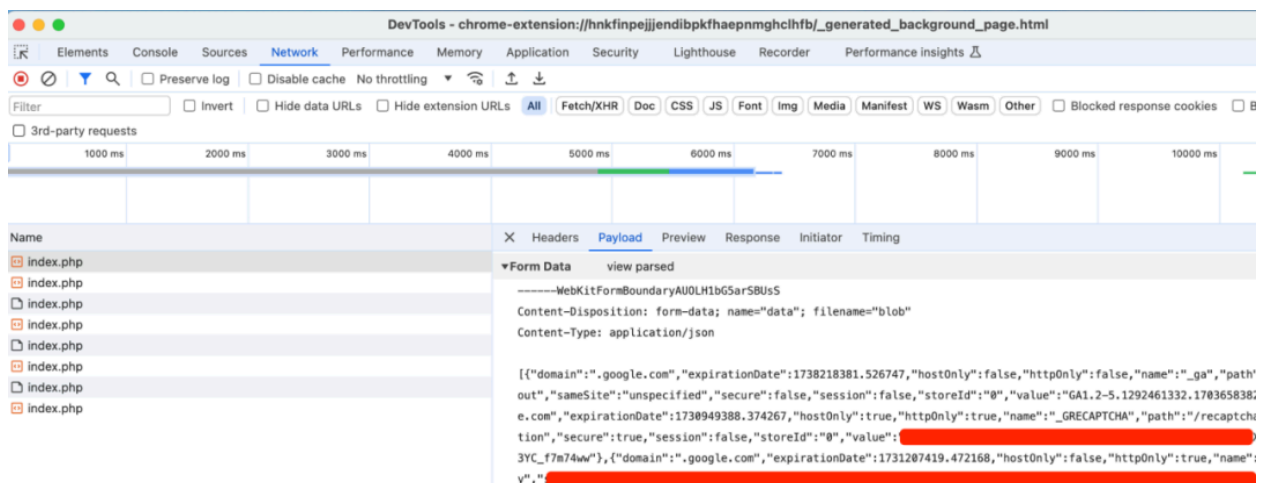 DevTools - chrome-extension://hnkfinpejjjendibpkfhaepnmghclhfb/_generated_background_page.html
Elements Console Sources Network Performance Memory Application Security Lighthouse Recorder Performance insights
Preserve log Disable cache No throttling
Filter Invert Hide data URLs Hide extension URLs All Fetch/XHR Doc CSS JS Font Img Media Manifest WS Wasm Other Blocked response cookies B
3rd-party requests
1000 ms 2000 ms 3000 ms 4000 ms 5000 ms 6000 ms 7000 ms 8000 ms 9000 ms 10000 ms
Name
index.php
index.php
index.php
index.php
index.php
index.php
index.php
index.php
× Headers Payload Preview Response Initiator Timing
▼Form Data view parsed
------WebKitFormBoundaryAUOLH1bG5arSBUsS
Content-Disposition: form-data; name="data"; filename="blob"
Content-Type: application/json
[{"domain":".google.com","expirationDate":1738218381.526747,"hostOnly":false,"httpOnly":false,"name":"_ga","path"
out","sameSite":"unspecified","secure":false,"session":false,"storeId":"0","value":"GA1.2-5.1292461332.1703658382
e.com","expirationDate":1730949388.374267,"hostOnly":true,"httpOnly":true,"name":"_GRECAPTCHA","path":"/recaptcha
tion","secure":true,"session":false,"storeId":"0","value":
3YC_f7m74ww"},{"domain":".google.com","expirationDate":1731207419.472168,"hostOnly":false,"httpOnly":true,"name":
y","